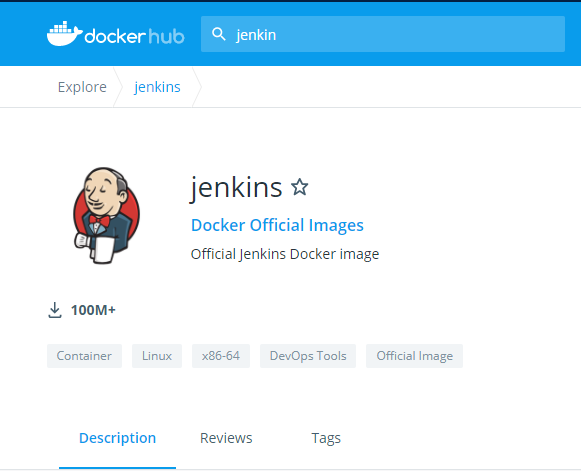 dockerhub
jenkin
Explore
jenkins
jenkins
Docker Official Images
Official Jenkins Docker image
100M+
Container Linux x86-64 DevOps Tools Official Image
Description Reviews Tags